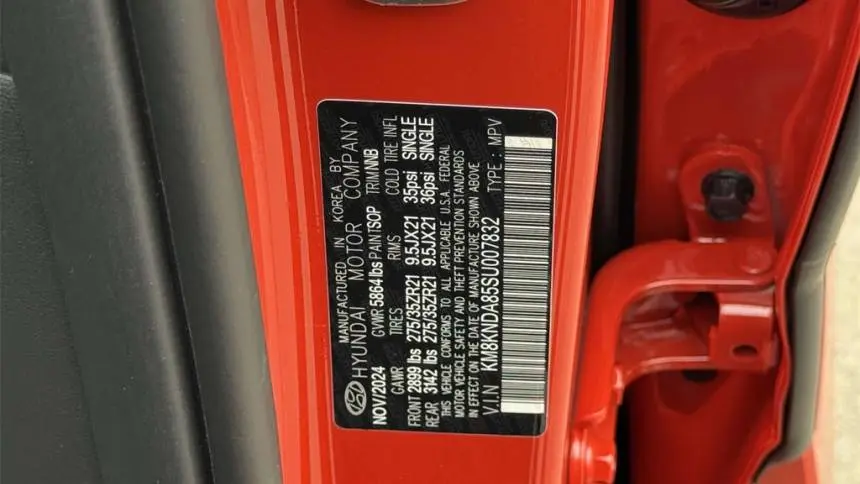 MANUFACTURED IN KOREA BY
HYUNDAI MOTOR COMPANY
NOV/2024 GVWR 5864 lbs PAINT SOP TRIM NNB
GAWR TIRES RIMS COLD TIRE INFL
FRONT 2899 lbs 275/35ZR21 9.5JX21 35psi SINGLE
REAR 3142 lbs 275/35ZR21 9.5JX21 36psi SINGLE
THIS VEHICLE CONFORMS TO ALL APPLICABLE U.S.A. FEDERAL
MOTOR VEHICLE SAFETY AND THEFT PREVENTION STANDARDS
IN EFFECT ON THE DATE OF MANUFACTURE SHOWN ABOVE
V.I.N KM8KNDA85SU007832 TYPE : MPV